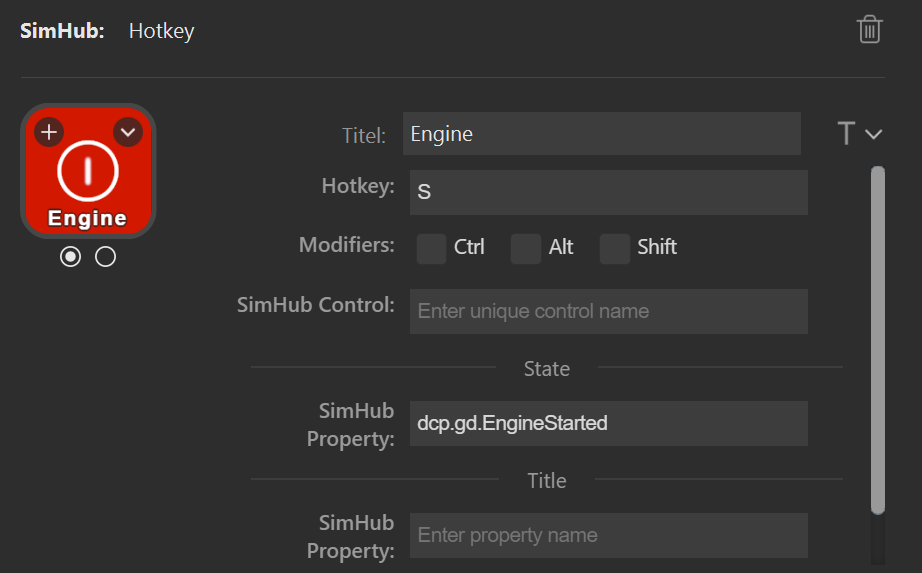 SimHub: Hotkey
Engine
Titel: Engine
T
Hotkey: S
Modifiers: Ctrl Alt Shift
SimHub Control: Enter unique control name
State
SimHub
Property: dcp.gd.EngineStarted
Title
SimHub
Property: Enter property name